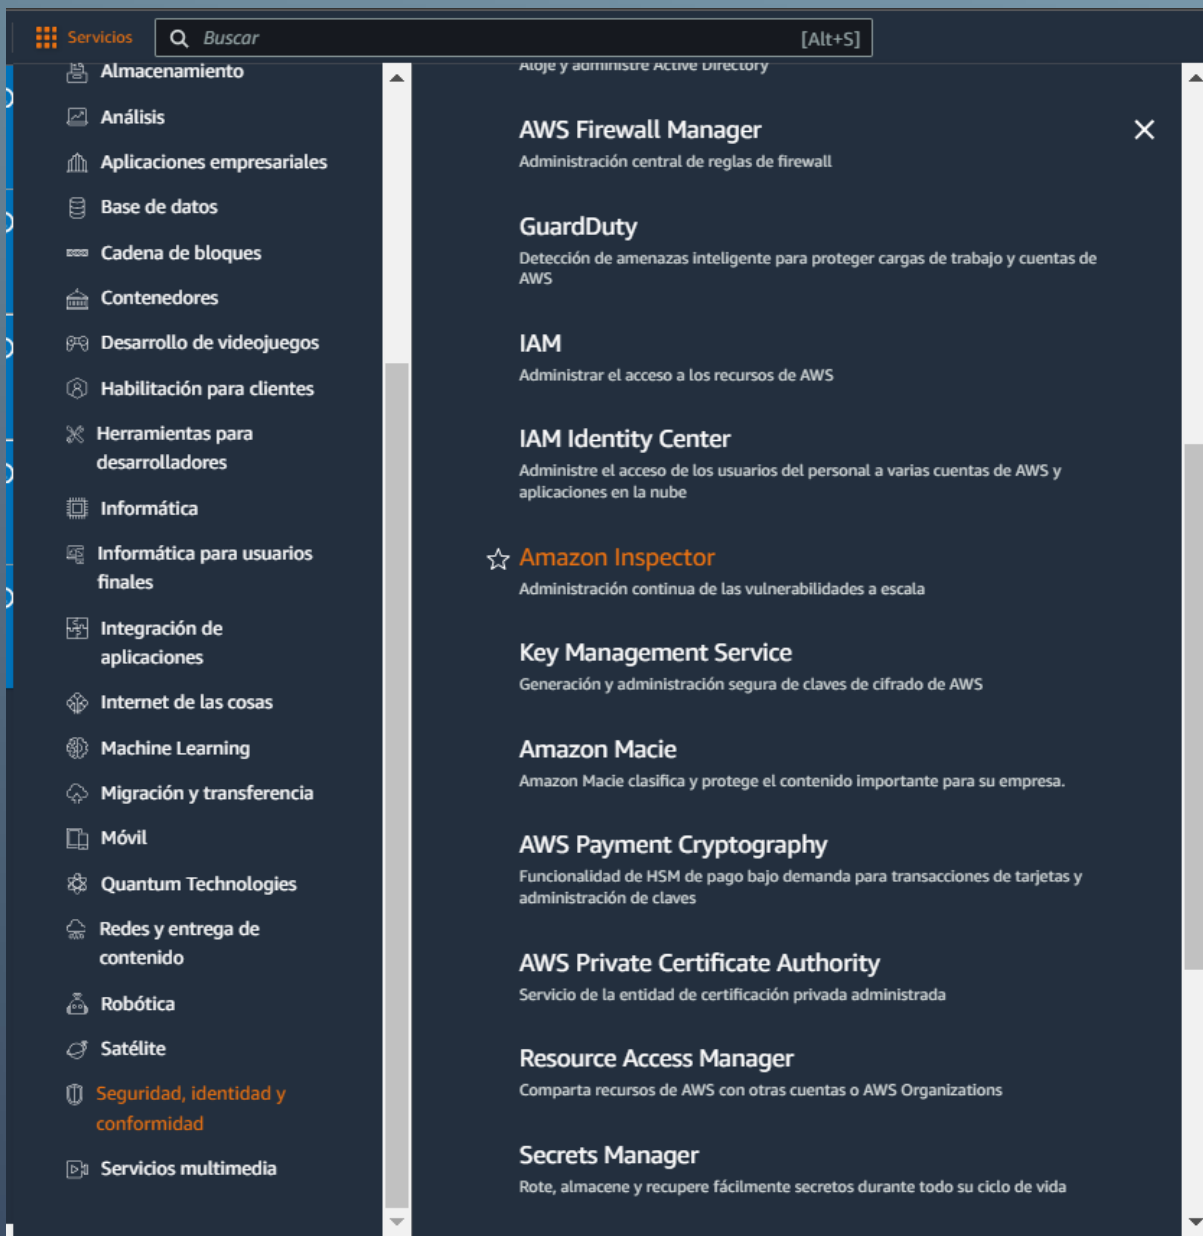 Servicios
Buscar
[Alt+S]
Almacenamiento
Análisis
Aplicaciones empresariales
Base de datos
Cadena de bloques
Contenedores
Desarrollo de videojuegos
Habilitación para clientes
Herramientas para
desarrolladores
Informática
Informática para usuarios
finales
Integración de
aplicaciones
Internet de las cosas
Machine Learning
Migración y transferencia
Móvil
Quantum Technologies
Redes y entrega de
contenido
Robótica
Satélite
Seguridad, identidad y
conformidad
Servicios multimedia
Aloje y administre Active Directory
AWS Firewall Manager
Administración central de reglas de firewall
GuardDuty
Detección de amenazas inteligente para proteger cargas de trabajo y cuentas de
AWS
IAM
Administrar el acceso a los recursos de AWS
IAM Identity Center
Administre el acceso de los usuarios del personal a varias cuentas de AWS y
aplicaciones en la nube
Amazon Inspector
Administración continua de las vulnerabilidades a escala
Key Management Service
Generación y administración segura de claves de cifrado de AWS
Amazon Macie
Amazon Macie clasifica y protege el contenido importante para su empresa.
AWS Payment Cryptography
Funcionalidad de HSM de pago bajo demanda para transacciones de tarjetas y
administración de claves
AWS Private Certificate Authority
Servicio de la entidad de certificación privada administrada
Resource Access Manager
Comparta recursos de AWS con otras cuentas o AWS Organizations
Secrets Manager
Rote, almacene y recupere fácilmente secretos durante todo su ciclo de vida